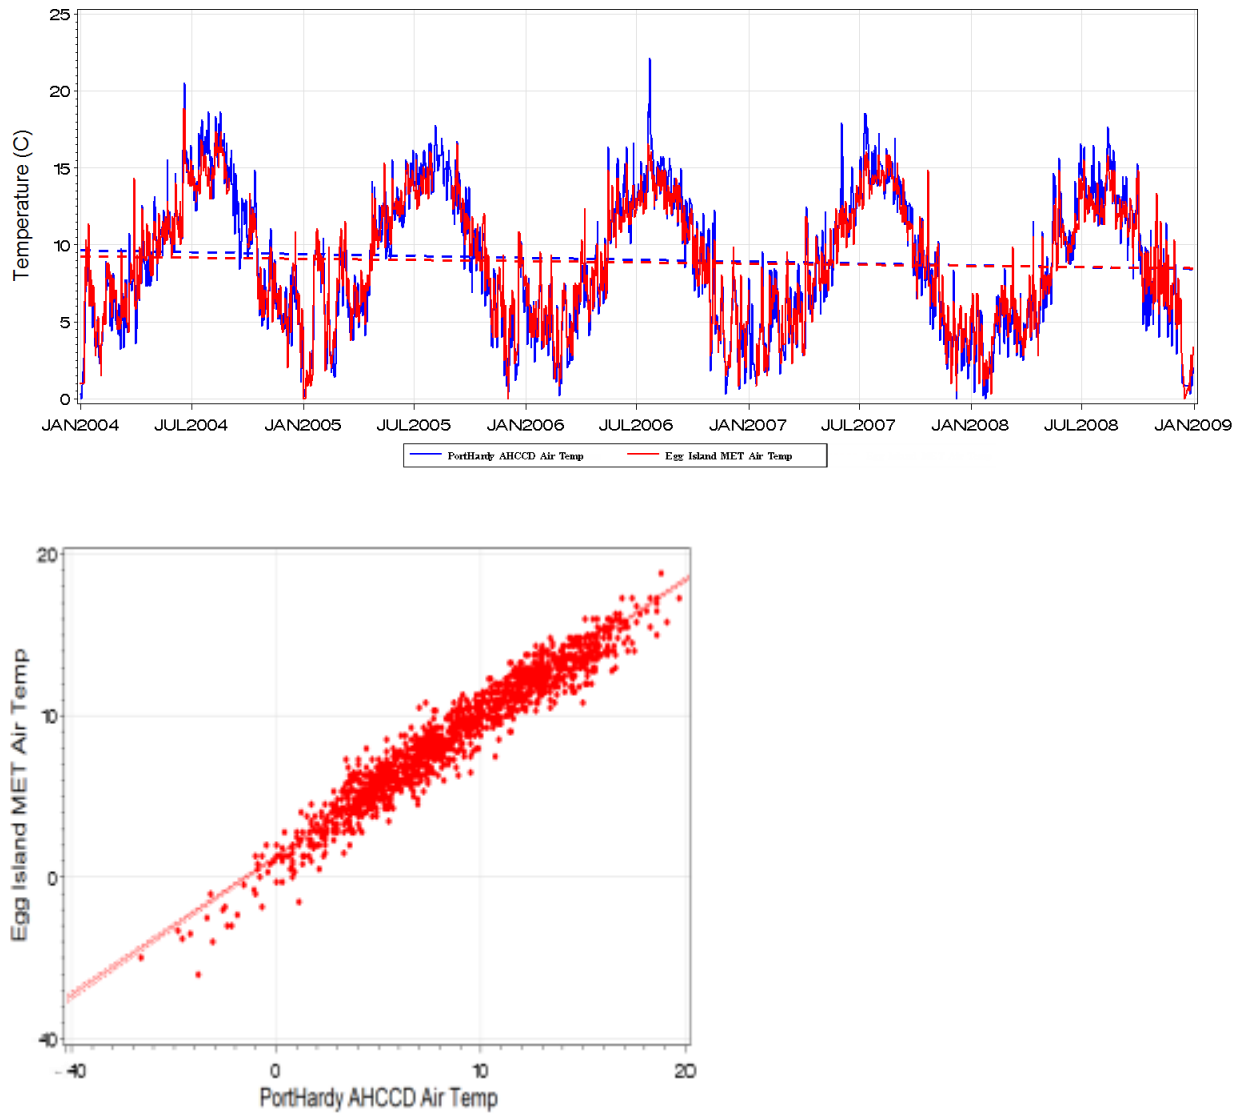 25
20
15
10
5
0
Temperature (C)
JAN2004 JUL2004 JAN2005 JUL2005 JAN2006 JUL2006 JAN2007 JUL2007 JAN2008 JUL2008 JAN2009
PortHardy AHCCD Air Temp Egg Island MET Air Temp
20
10
0
-10
Egg Island MET Air Temp
-10 0 10 20
PortHardy AHCCD Air Temp